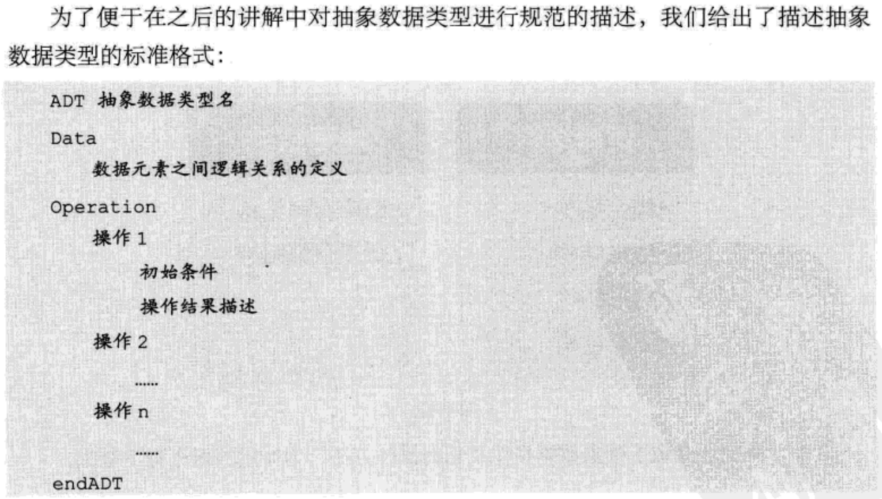 为了便于在之后的讲解中对抽象数据类型进行规范的描述，我们给出了描述抽象
数据类型的标准格式：
ADT 抽象数据类型名
Data
数据元素之间逻辑关系的定义
Operation
操作 1
初始条件
操作结果描述
操作 2
……
操作 n
……
endADT